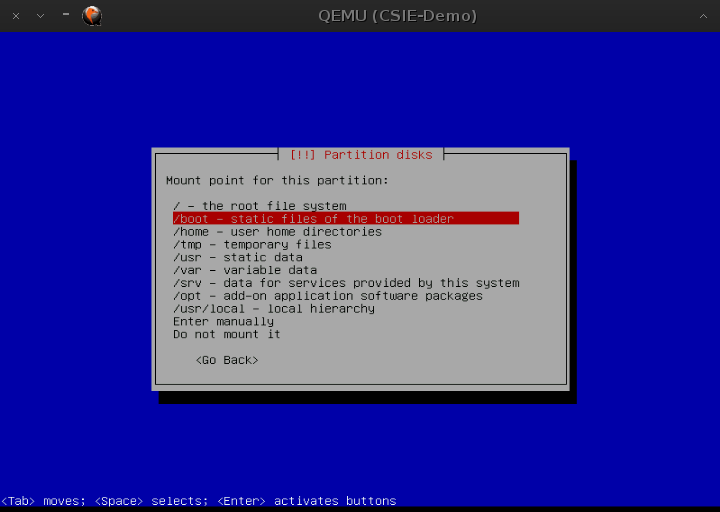 QEMU (CSIE-Demo)
[!!] Partition disks
Mount point for this partition:
/ - the root file system
/boot - static files of the boot loader
/home - user home directories
/tmp - temporary files
/usr - static data
/var - variable data
/srv - data for services provided by this system
/opt - add-on application software packages
/usr/local - local hierarchy
Enter manually
Do not mount it
<Go Back>
<Tab> moves; <Space> selects; <Enter> activates buttons